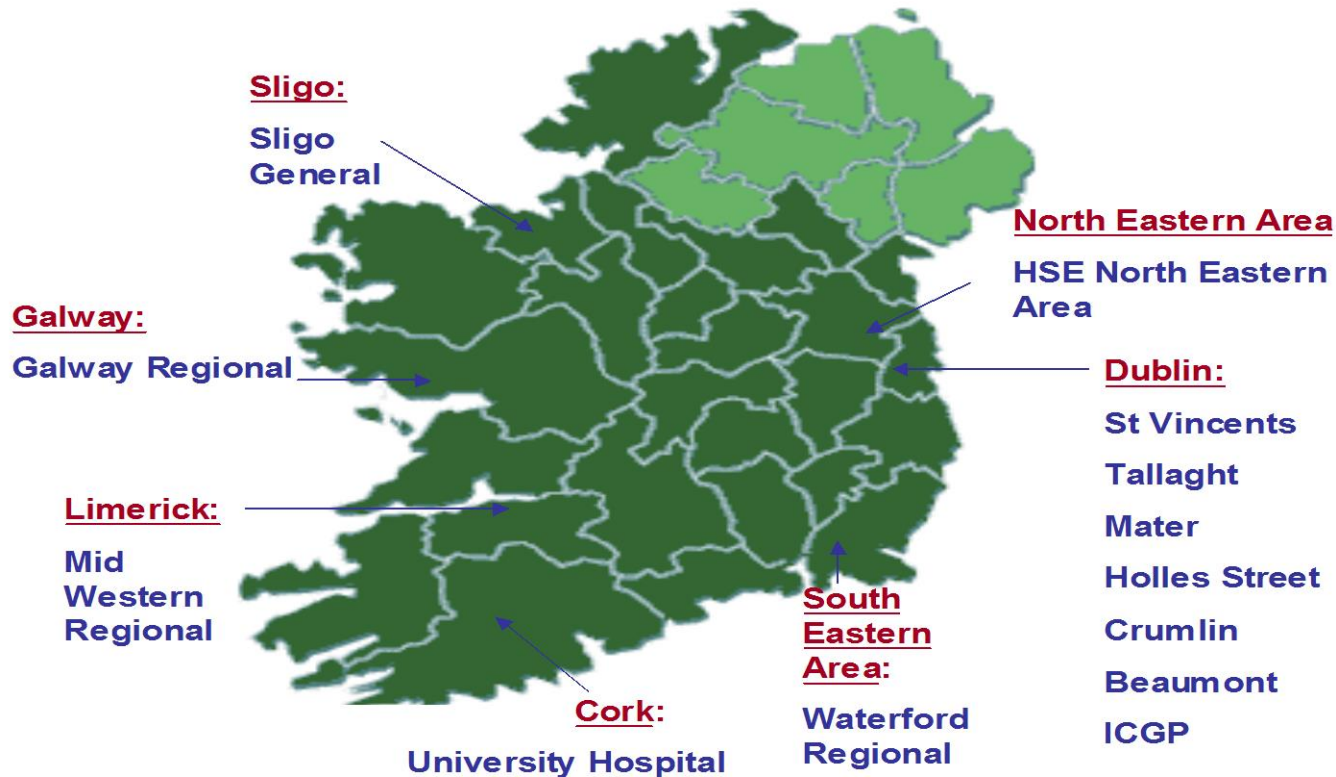 Sligo:
Sligo
General
North Eastern Area
HSE North Eastern
Area
Galway:
Galway Regional
Dublin:
St Vincents
Tallaght
Mater
Holles Street
Crumlin
Beaumont
ICGP
Limerick:
Mid
Western
Regional
South
Eastern
Area:
Waterford
Regional
Cork:
University Hospital